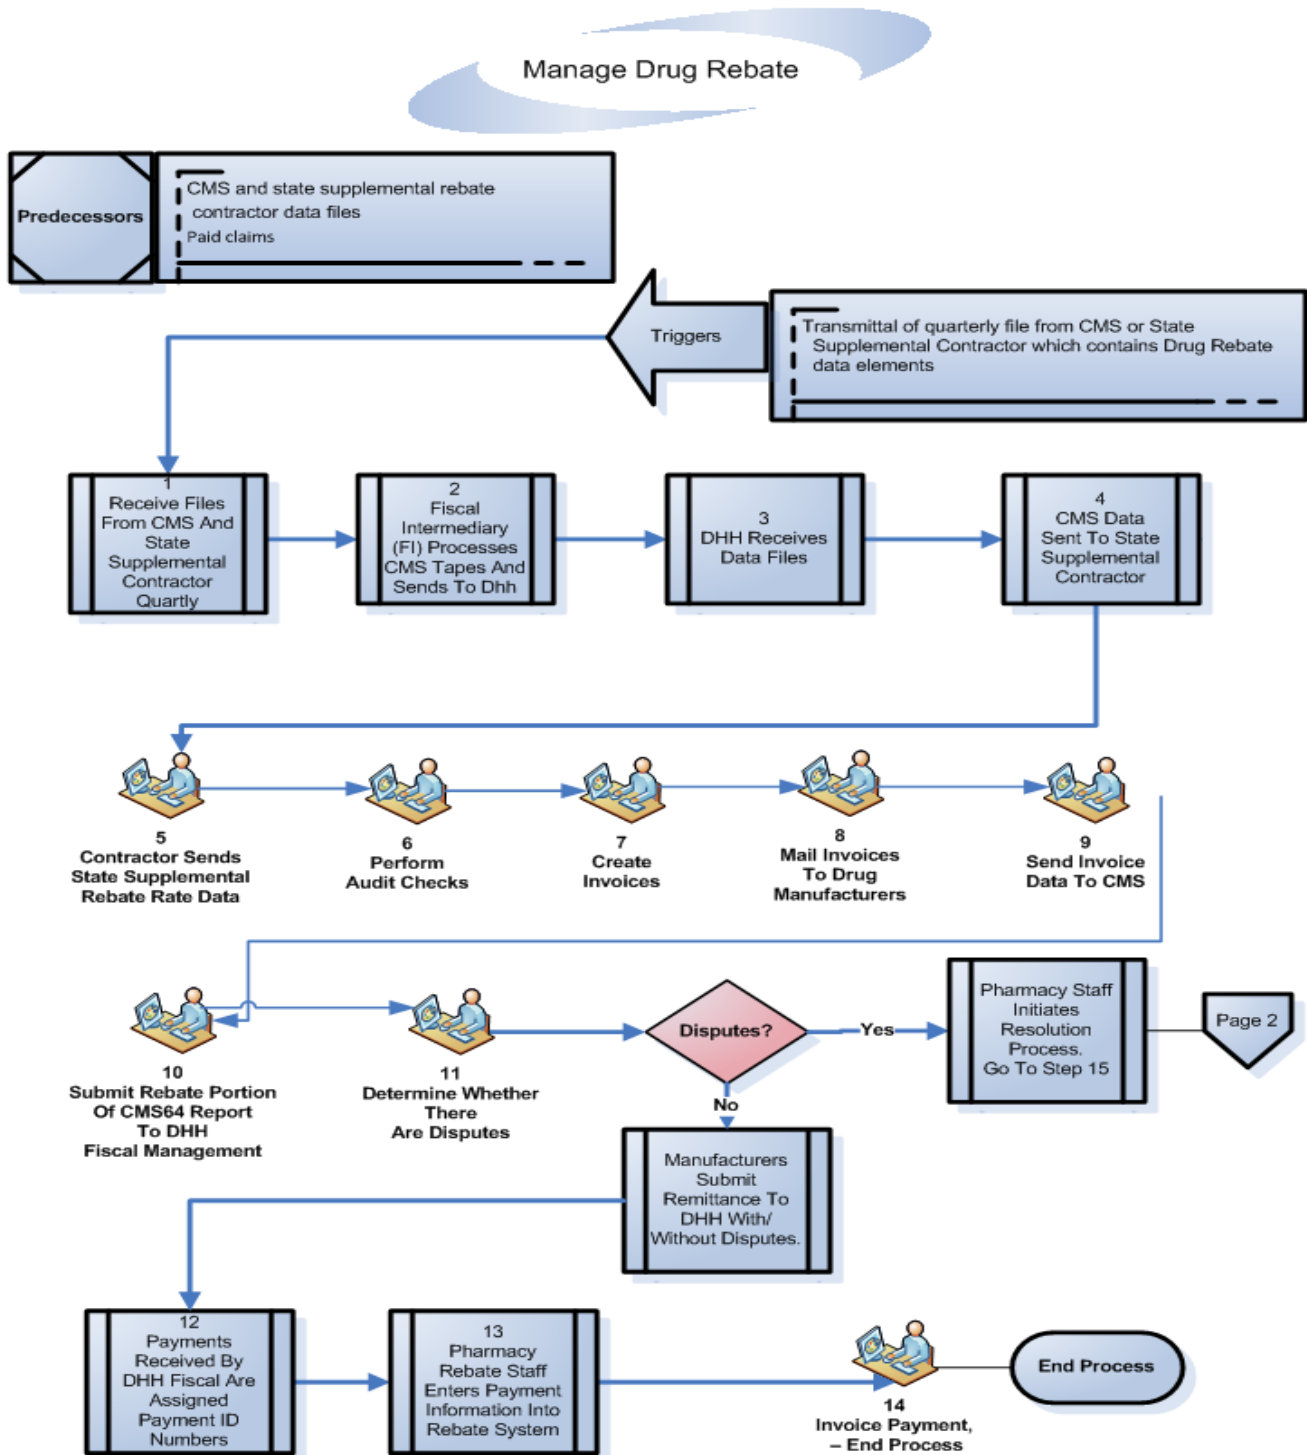 Manage Drug Rebate
Predecessors
CMS and state supplemental rebate
contractor data files
Paid claims
Triggers
Transmittal of quarterly file from CMS or State
Supplemental Contractor which contains Drug Rebate
data elements
1
Receive Files
From CMS And
State
Supplemental
Contractor
Quartly
2
Fiscal
Intermediary
(FI) Processes
CMS Tapes And
Sends To Dhh
3
DHH Receives
Data Files
4
CMS Data
Sent To State
Supplemental
Contractor
5
Contractor Sends
State Supplemental
Rebate Rate Data
6
Perform
Audit Checks
7
Create
Invoices
8
Mail Invoices
To Drug
Manufacturers
9
Send Invoice
Data To CMS
10
Submit Rebate Portion
Of CMS64 Report
To DHH
Fiscal Management
11
Determine Whether
There
Are Disputes
Disputes?
Yes
Pharmacy Staff
Initiates
Resolution
Process.
Go To Step 15
Page 2
No
Manufacturers
Submit
Remittance To
DHH With/
Without Disputes.
12
Payments
Received By
DHH Fiscal Are
Assigned
Payment ID
Numbers
13
Pharmacy
Rebate Staff
Enters Payment
Information Into
Rebate System
14
Invoice Payment,
– End Process
End Process